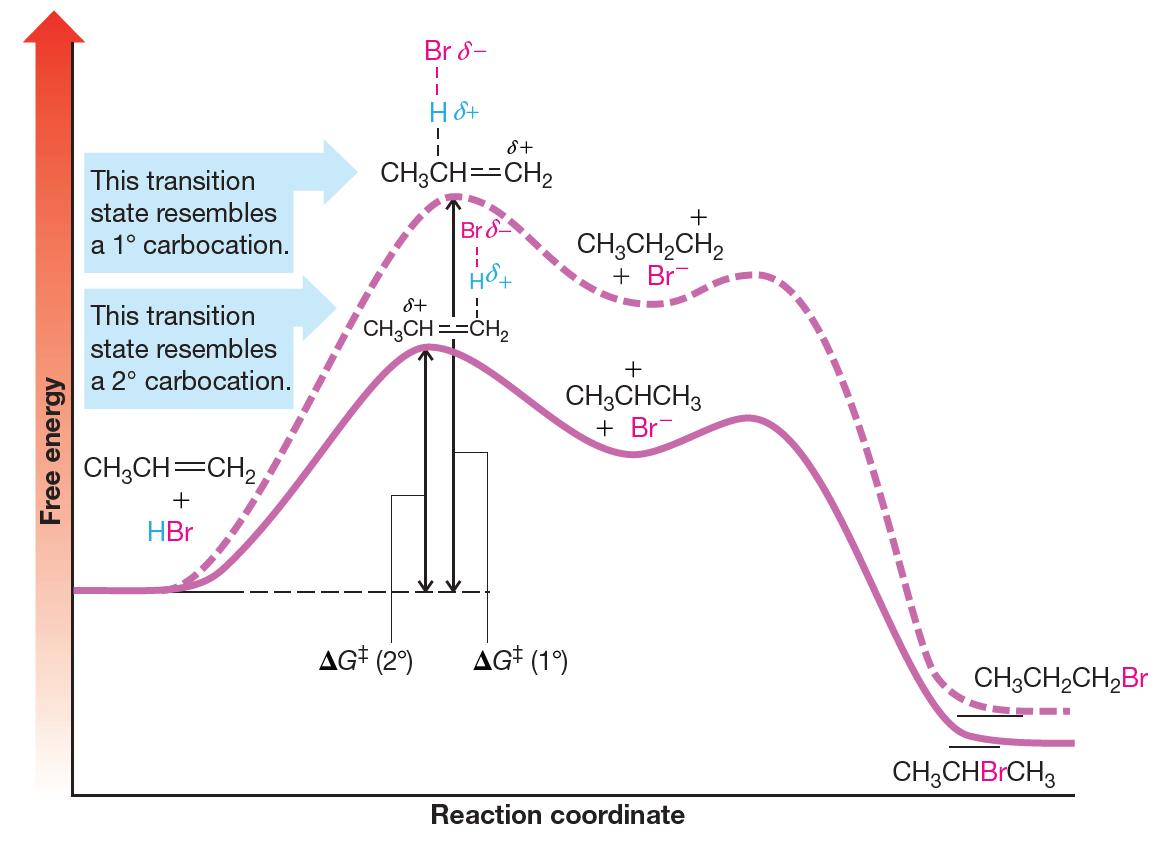 Br δ−
H δ+
δ+
CH₃CH==CH₂
This transition
state resembles
a 1° carbocation.
Br δ−
H δ+
+
CH₃CH₂CH₂
+ Br⁻
This transition
state resembles
a 2° carbocation.
δ+
CH₃CH==CH₂
+
CH₃CHCH₃
+ Br⁻
Free energy
CH₃CH=CH₂
+
HBr
ΔG‡ (2°)
ΔG‡ (1°)
CH₃CH₂CH₂Br
CH₃CHBrCH₃
Reaction coordinate